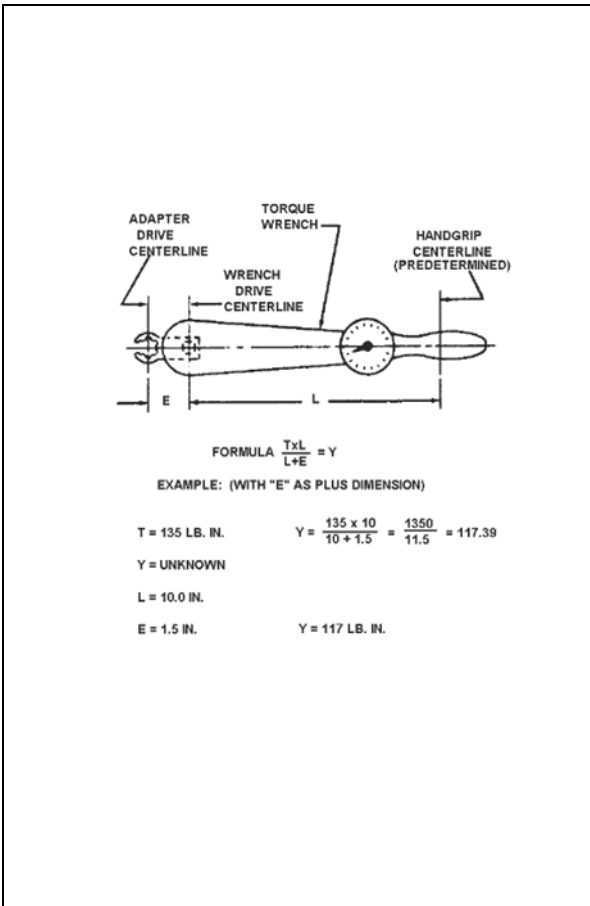 ADAPTER
DRIVE
CENTERLINE
TORQUE
WRENCH
WRENCH
DRIVE
CENTERLINE
HANDGRIP
CENTERLINE
(PREDETERMINED)
E
L
FORMULA TxL / L+E = Y
EXAMPLE: (WITH "E" AS PLUS DIMENSION)
T = 135 LB. IN.
Y = 135 x 10 / 10 + 1.5 = 1350 / 11.5 = 117.39
Y = UNKNOWN
L = 10.0 IN.
E = 1.5 IN.
Y = 117 LB. IN.